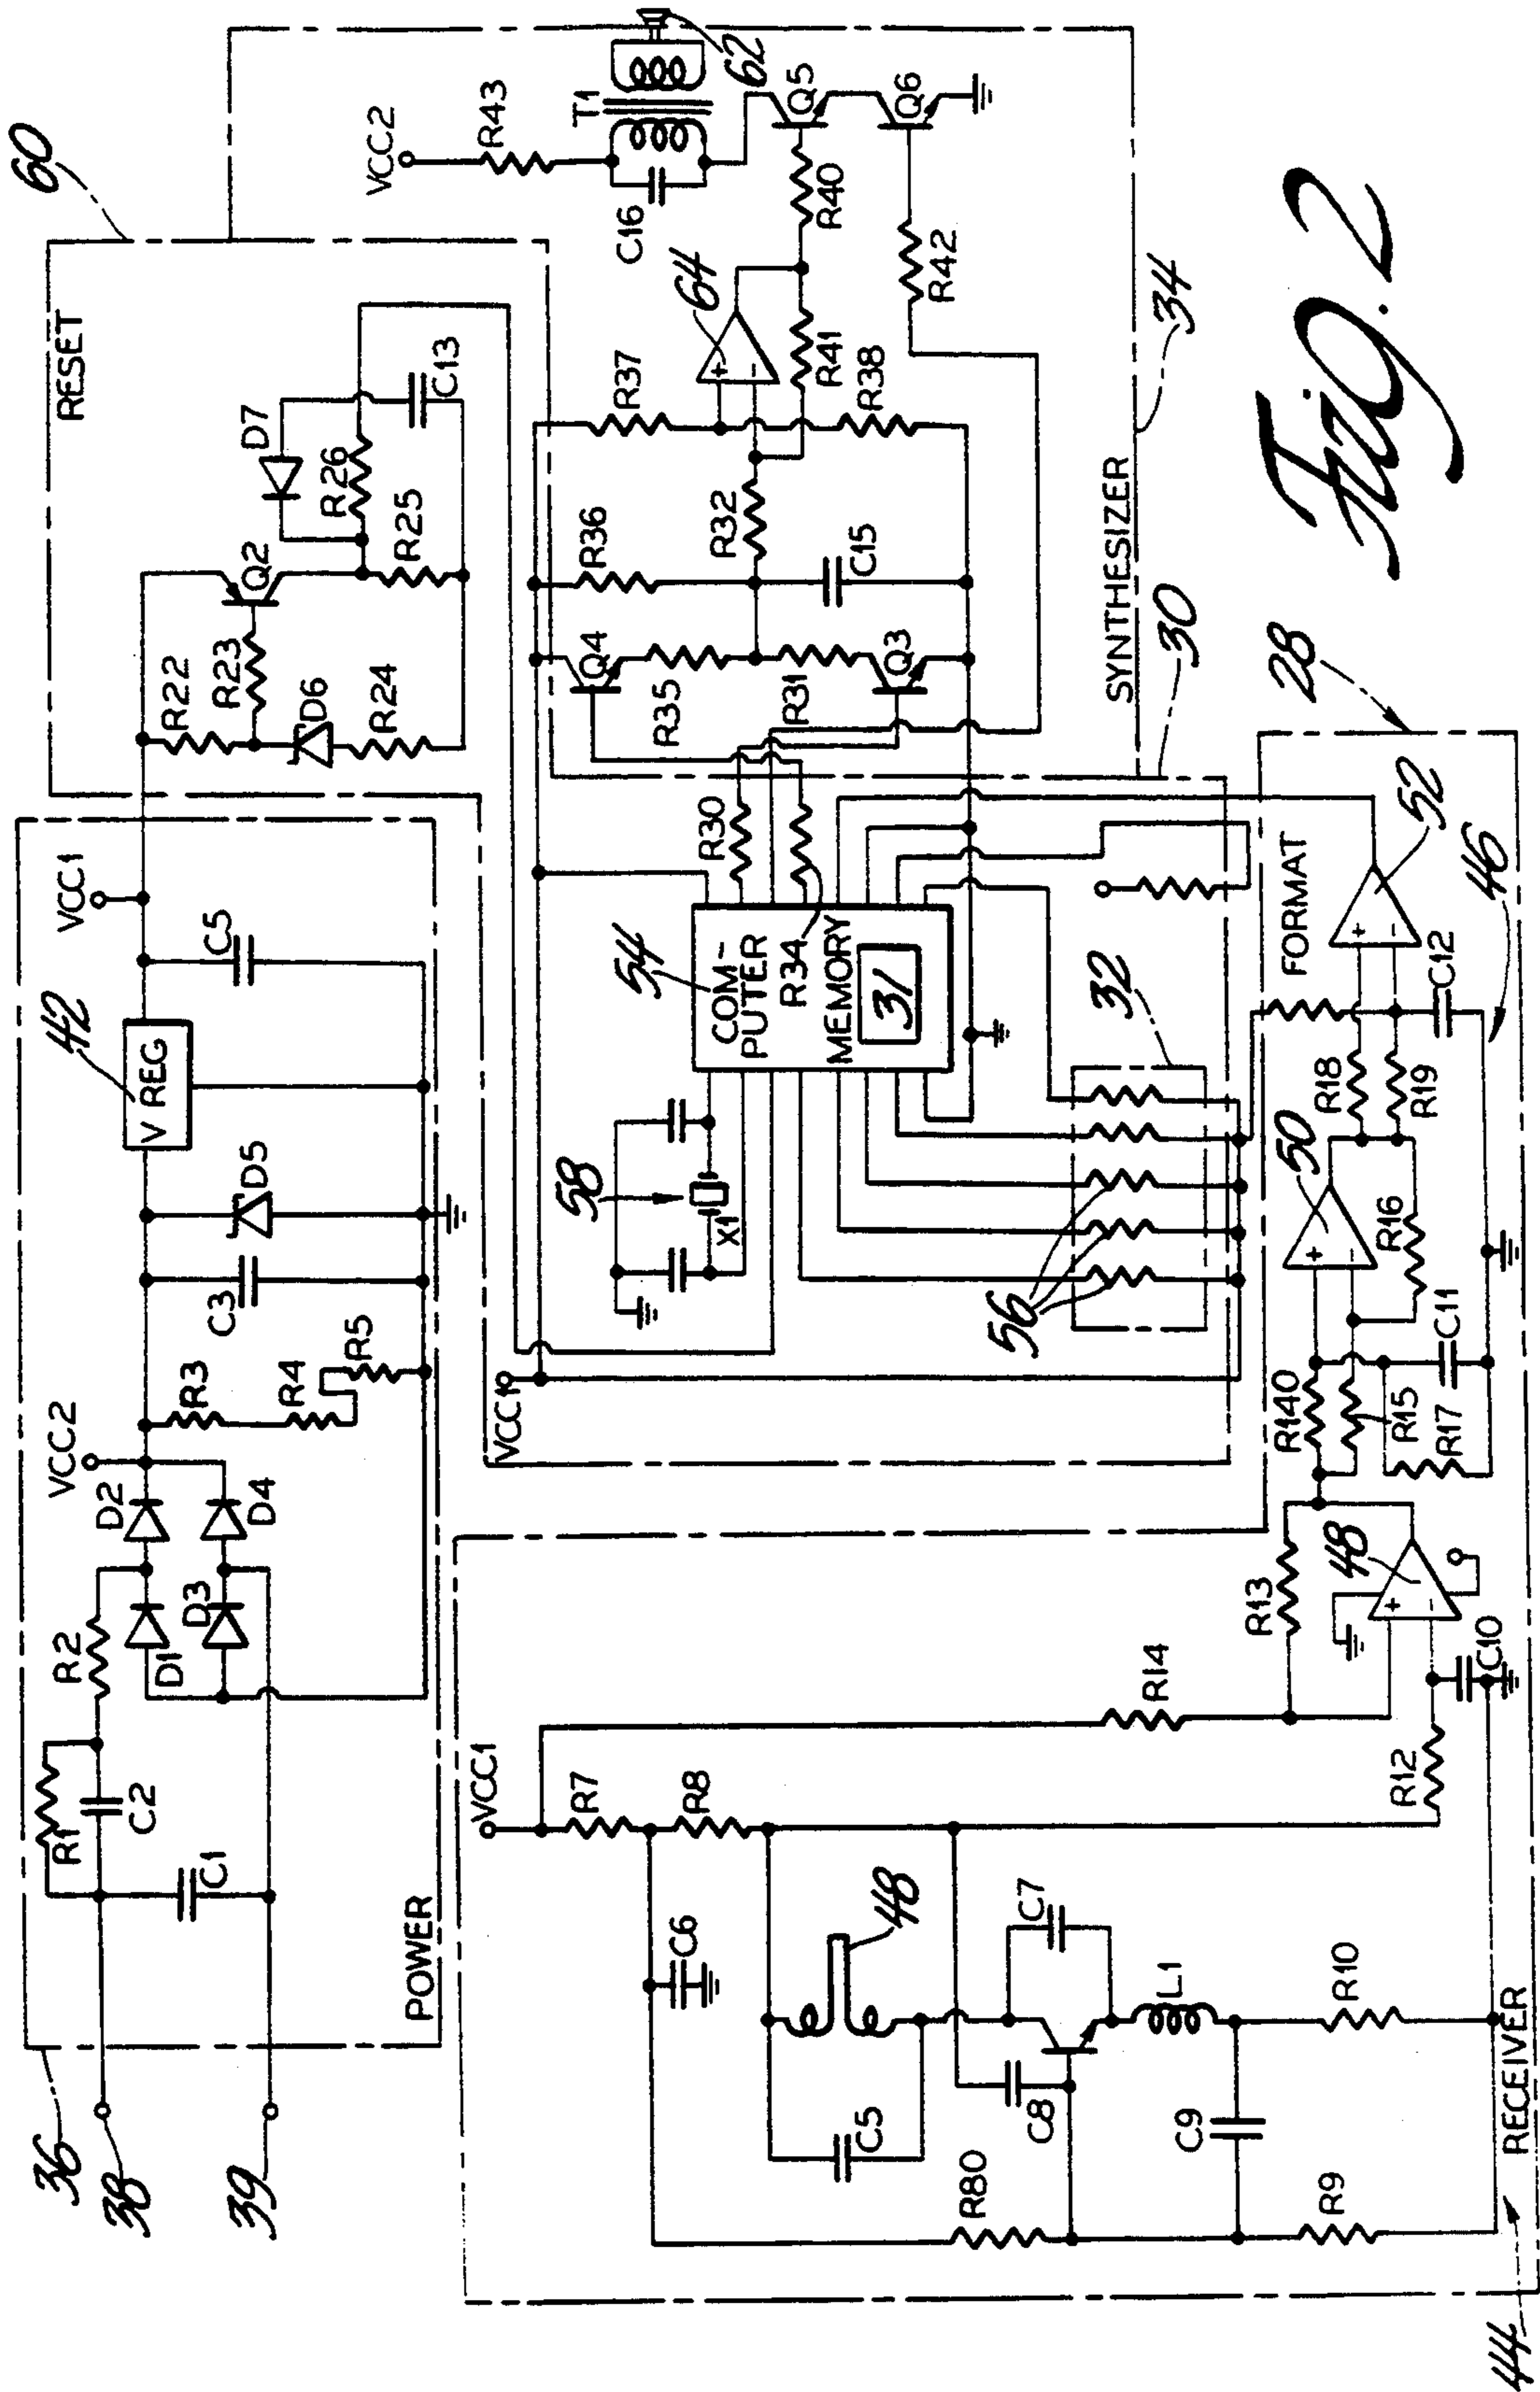 36
38
39
POWER
R1
C2
C1
R2
D1
D2
D3
D4
VCC2
R3
R4
R5
C3
D5
42
V REG
C5
VCC1
60
RESET
R22
R23
D6
R24
Q2
D7
R26
R25
C13
VCC2
R43
T1
C16
62
Q5
Q6
R40
R42
64
R41
R37
R38
R36
R32
C15
Q4
R35
R31
Q3
SYNTHESIZER
34
30
VCC1
58
X1
54
COM-
PUTER
MEMORY
31
R30
R34
32
56
28
FORMAT
52
46
C12
R18
R19
50
R16
R140
R15
R17
C11
R13
48
C10
R14
R12
VCC1
R7
R8
C6
48
C7
C5
C8
L1
C9
R10
R80
R9
RECEIVER
44
Fig. 2